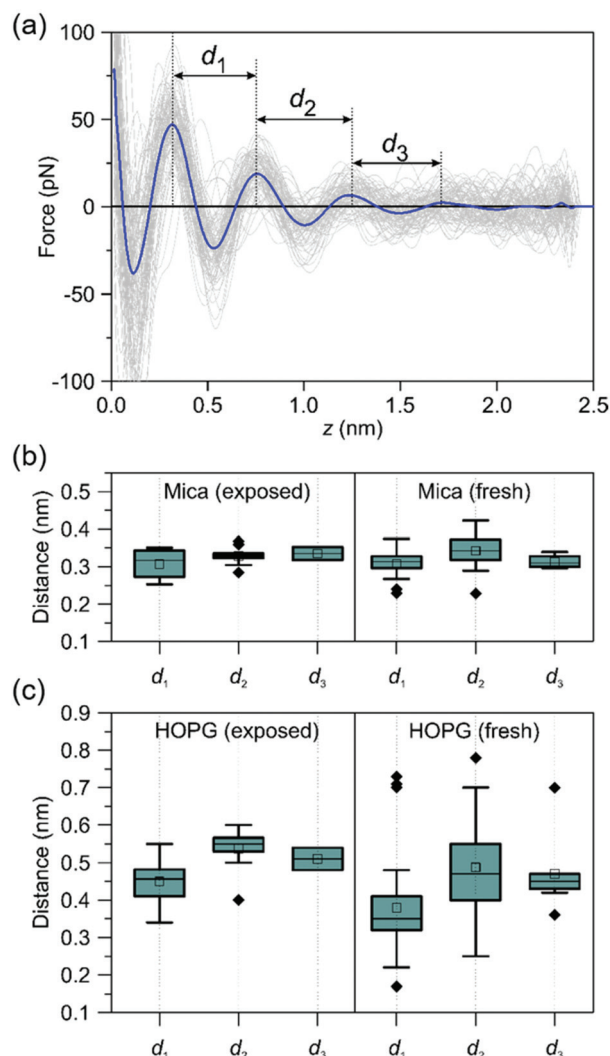 (a)
100
50
0
-50
-100
Force (pN)
d1
d2
d3
0.0 0.5 1.0 1.5 2.0 2.5
z (nm)
(b)
Mica (exposed) Mica (fresh)
0.5
0.4
0.3
0.2
0.1
Distance (nm)
d1 d2 d3 d1 d2 d3
(c)
HOPG (exposed) HOPG (fresh)
0.9
0.8
0.7
0.6
0.5
0.4
0.3
0.2
0.1
Distance (nm)
d1 d2 d3 d1 d2 d3